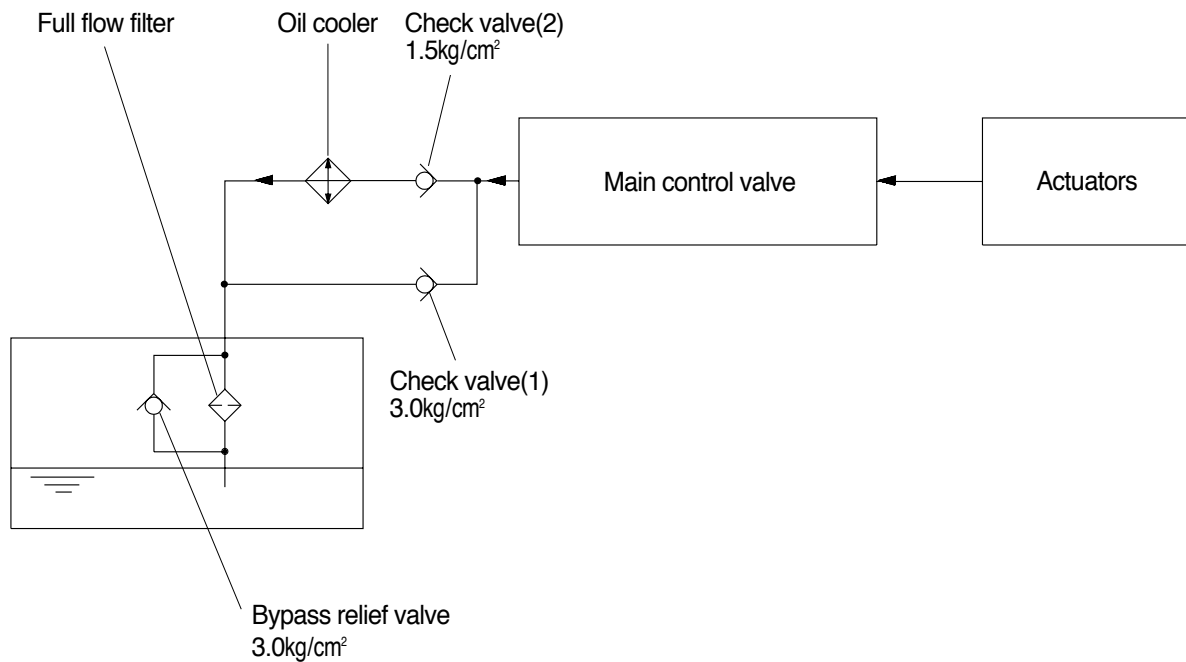 Full flow filter
Oil cooler
Check valve(2)
1.5kg/cm²
Main control valve
Actuators
Check valve(1)
3.0kg/cm²
Bypass relief valve
3.0kg/cm²